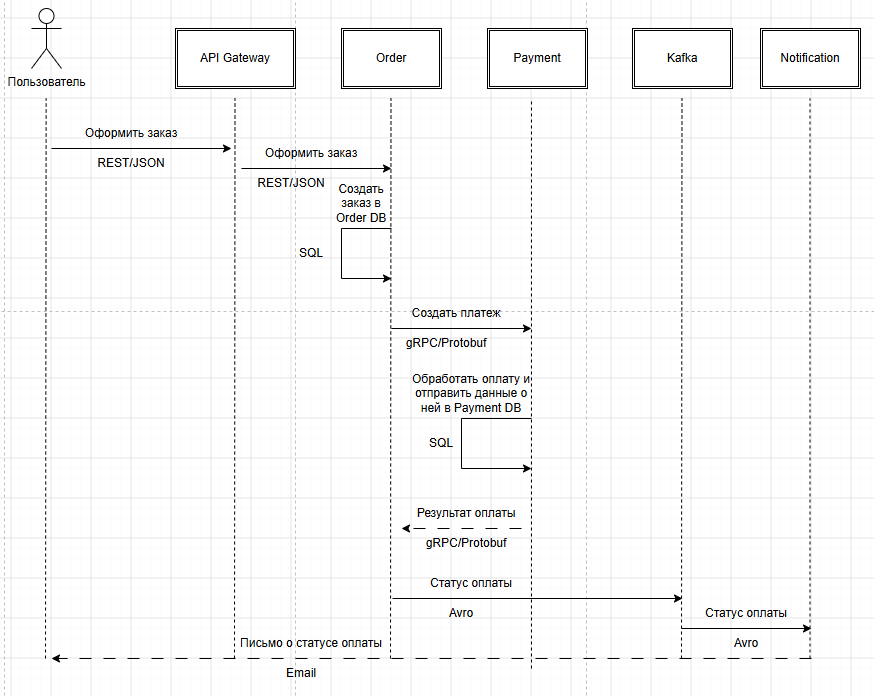 Пользователь
API Gateway
Order
Payment
Kafka
Notification
Оформить заказ
REST/JSON
Оформить заказ
REST/JSON
Создать
заказ в
Order DB
SQL
Создать платеж
gRPC/Protobuf
Обработать оплату и
отправить данные о
ней в Payment DB
SQL
Результат оплаты
gRPC/Protobuf
Статус оплаты
Avro
Статус оплаты
Avro
Письмо о статусе оплаты
Email